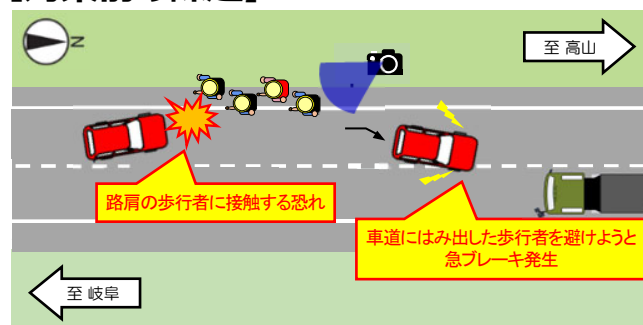 N
至 高山
路肩の歩行者に接触する恐れ
車道にはみ出した歩行者を避けようと
急ブレーキ発生
至 岐阜